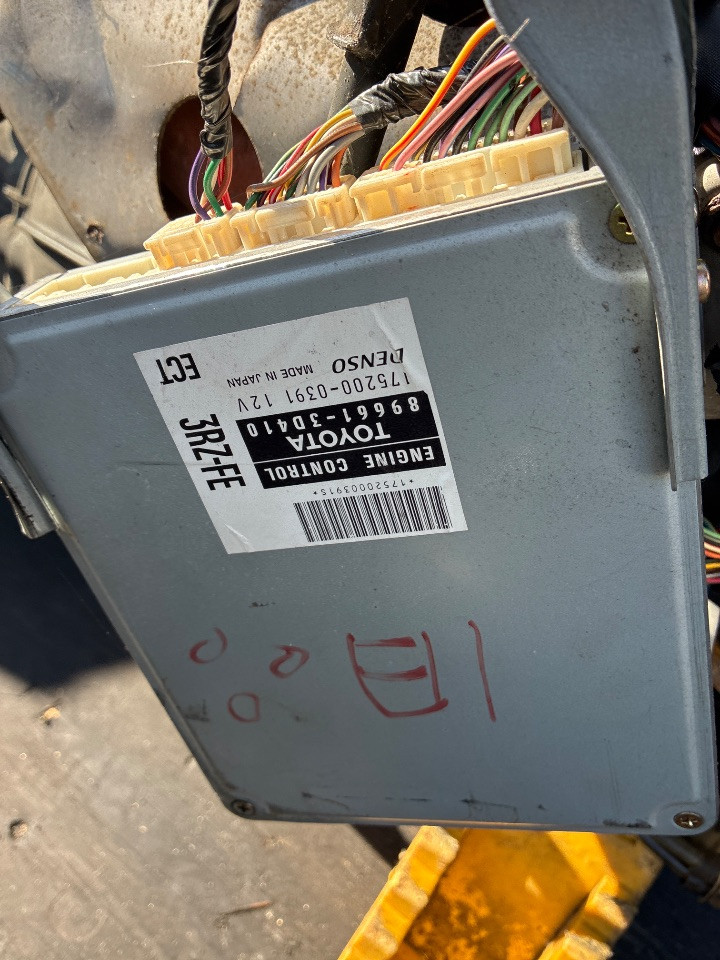 *1752000391S*
ENGINE CONTROL
TOYOTA
89661-3D410
175200-0391 12V
DENSO MADE IN JAPAN
3RZ-FE
ECT